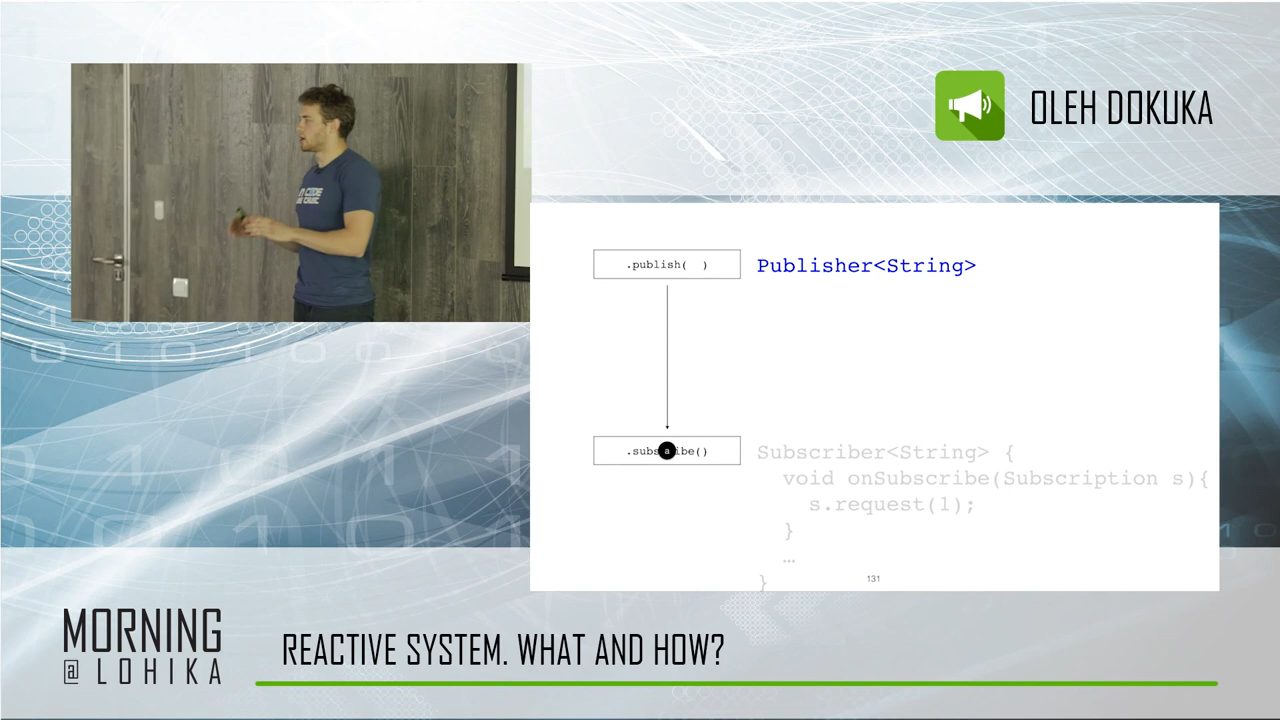 OLEH DOKUKA
.publish( )
Publisher<String>
.subscribe()
a
Subscriber<String> {
void onSubscribe(Subscription s){
s.request(1);
}
…
}
131
MORNING
@ LOHIKA
REACTIVE SYSTEM. WHAT AND HOW?